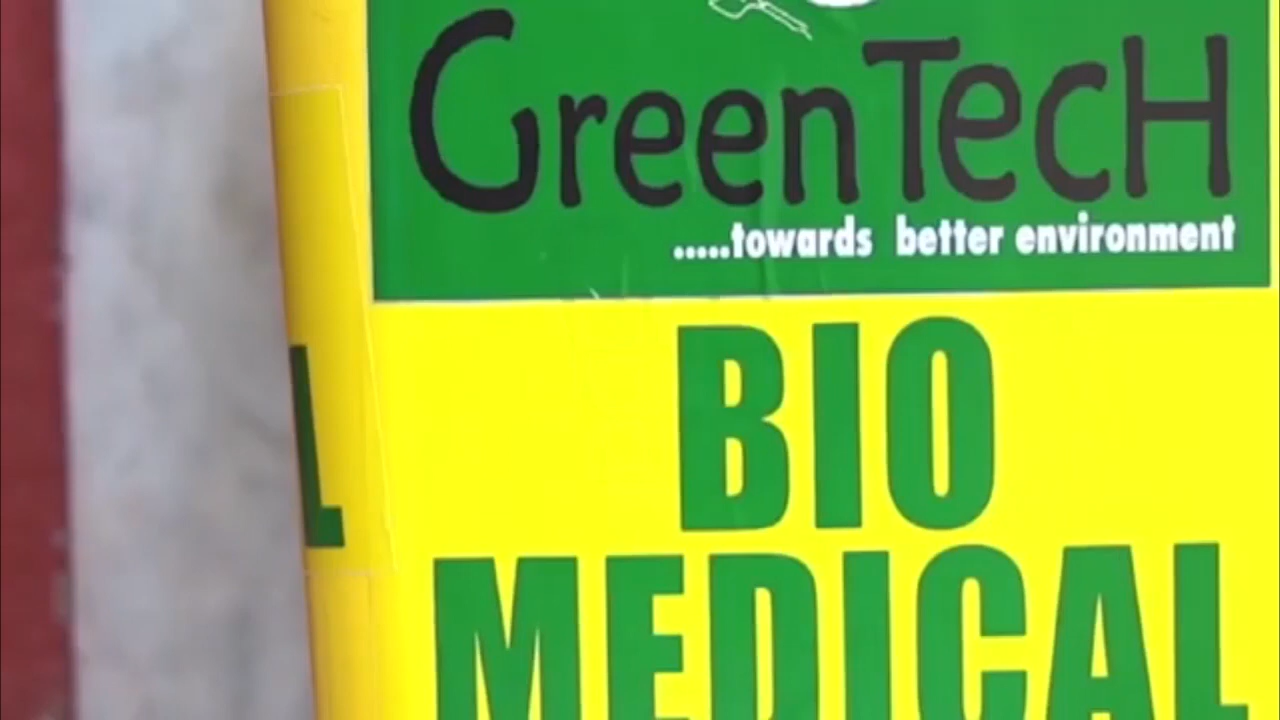 GreenTecH
.....towards better environment
BIO
MEDICAL
L